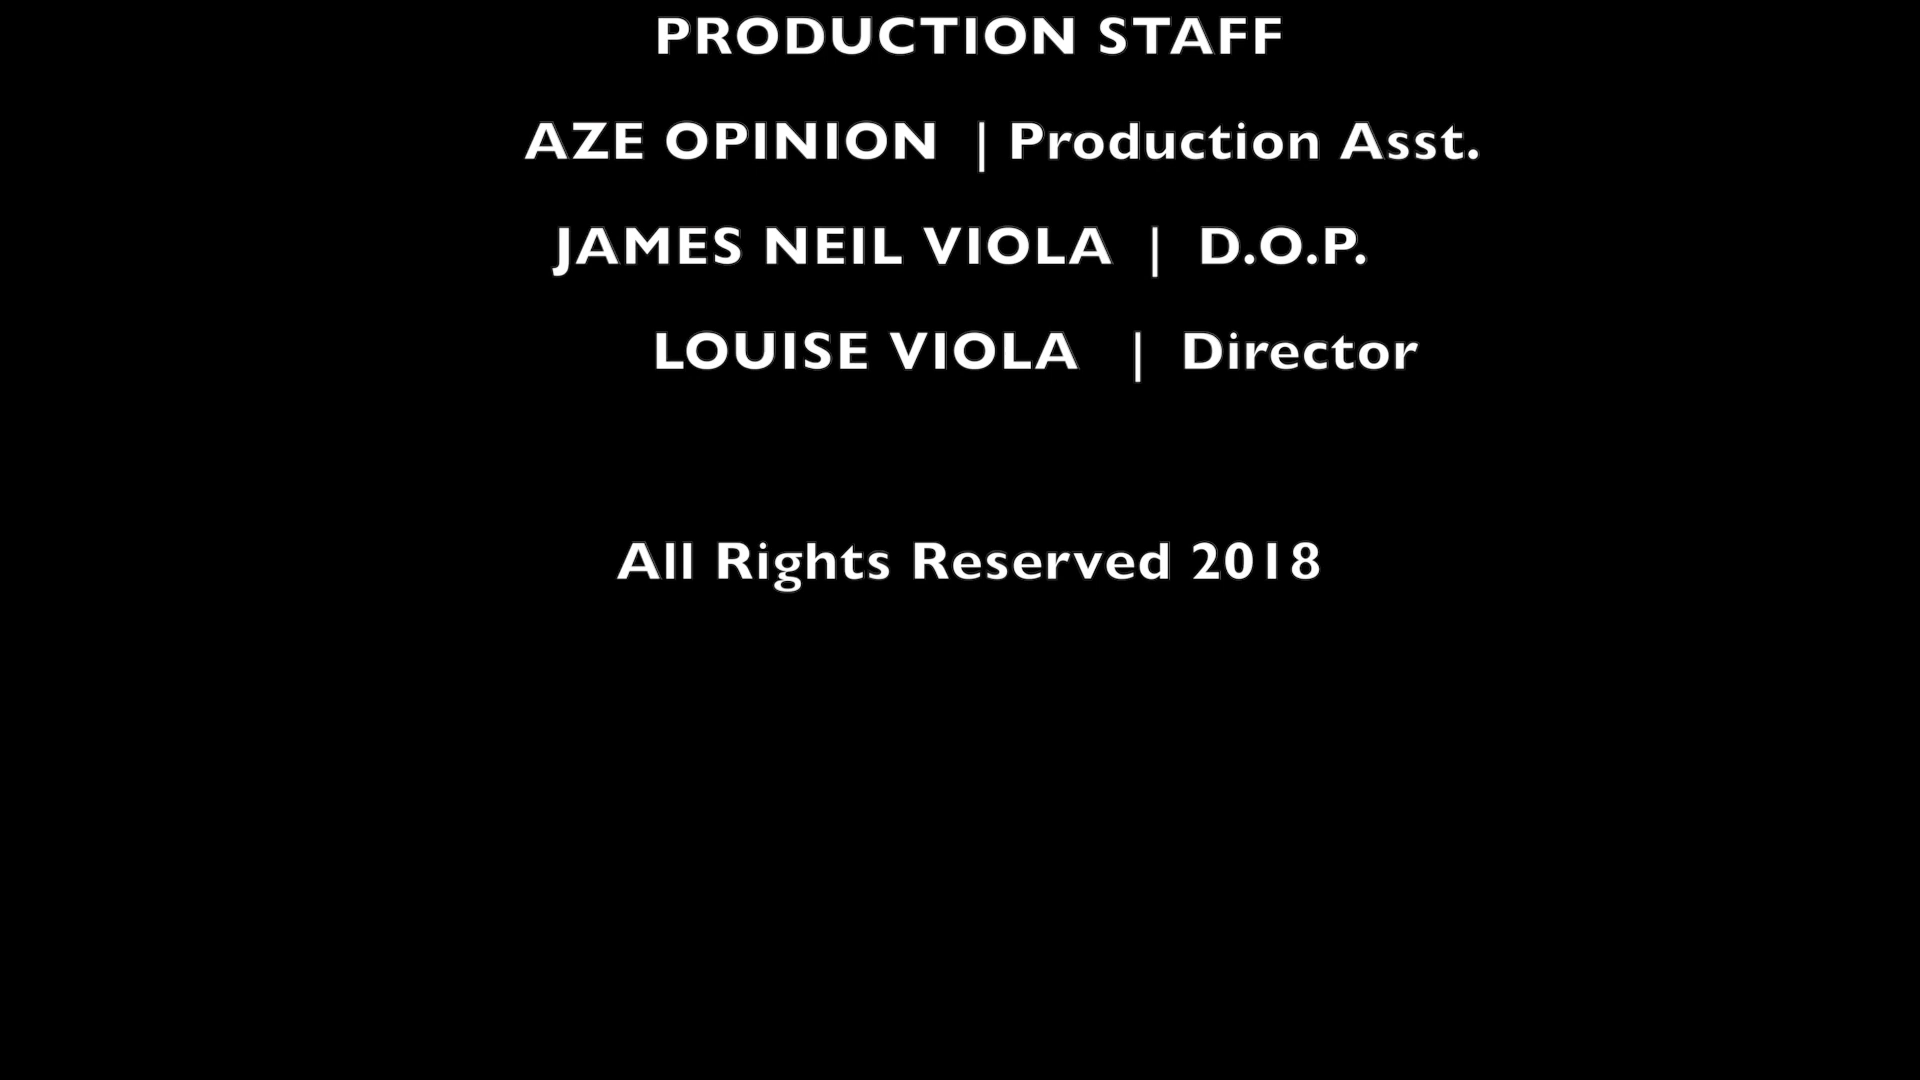 PRODUCTION STAFF
AZE OPINION | Production Asst.
JAMES NEIL VIOLA | D.O.P.
LOUISE VIOLA | Director
All Rights Reserved 2018